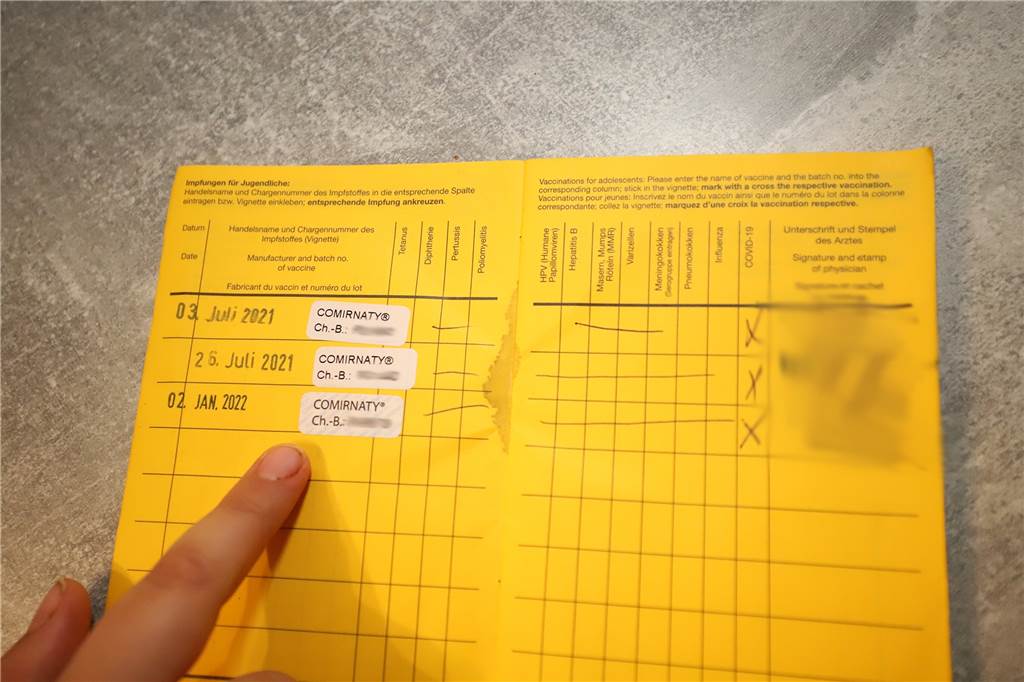 Impfungen für Jugendliche:
Handelsname und Chargennummer des Impfstoffes in die entsprechende Spalte
eintragen bzw. Vignette einkleben; entsprechende Impfung ankreuzen.
Datum
Date
Handelsname und Chargennummer des
Impfstoffes (Vignette)
Manufacturer and batch no.
of vaccine
Fabricant du vaccin et numéro du lot
Tetanus
Diphtherie
Pertussis
Poliomyelitis
03. Juli 2021
COMIRNATY®
Ch.-B.:
26. Juli 2021
COMIRNATY®
Ch.-B.:
02. JAN. 2022
COMIRNATY®
Ch.-B.:
Vaccinations for adolescents: Please enter the name of vaccine and the batch no. into the
corresponding column; stick in the vignette; mark with a cross the respective vaccination.
Vaccinations pour jeunes: Inscrivez le nom du vaccin ainsi que le numéro du lot dans la colonne
correspondante; collez la vignette; marquez d'une croix la vaccination respective.
HPV (Humane
Papillomviren)
Hepatitis B
Masern, Mumps
Röteln (MMR)
Varizellen
Meningokokken
(Serogruppe eintragen)
Pneumokokken
Influenza
COVID-19
Unterschrift und Stempel
des Arztes
Signature and stamp
of physician
Signature et cachet
X
X
X